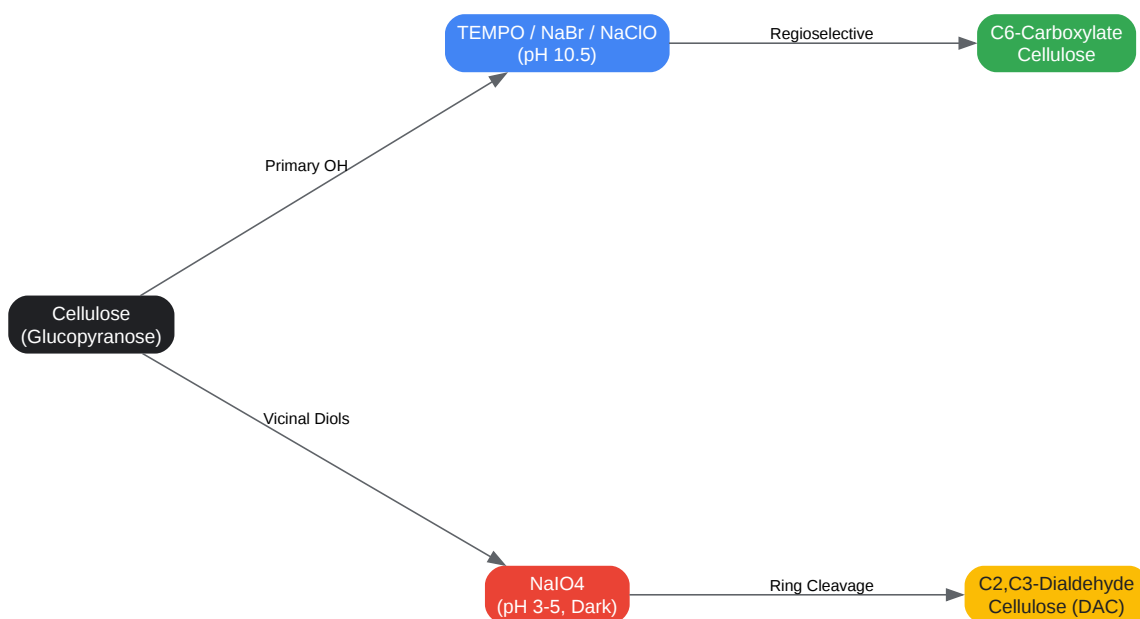 TEMPO / NaBr / NaClO
(pH 10.5)
Regioselective
C6-Carboxylate
Cellulose
Primary OH
Cellulose
(Glucopyranose)
Vicinal Diols
NaIO4
(pH 3-5, Dark)
Ring Cleavage
C2,C3-Dialdehyde
Cellulose (DAC)